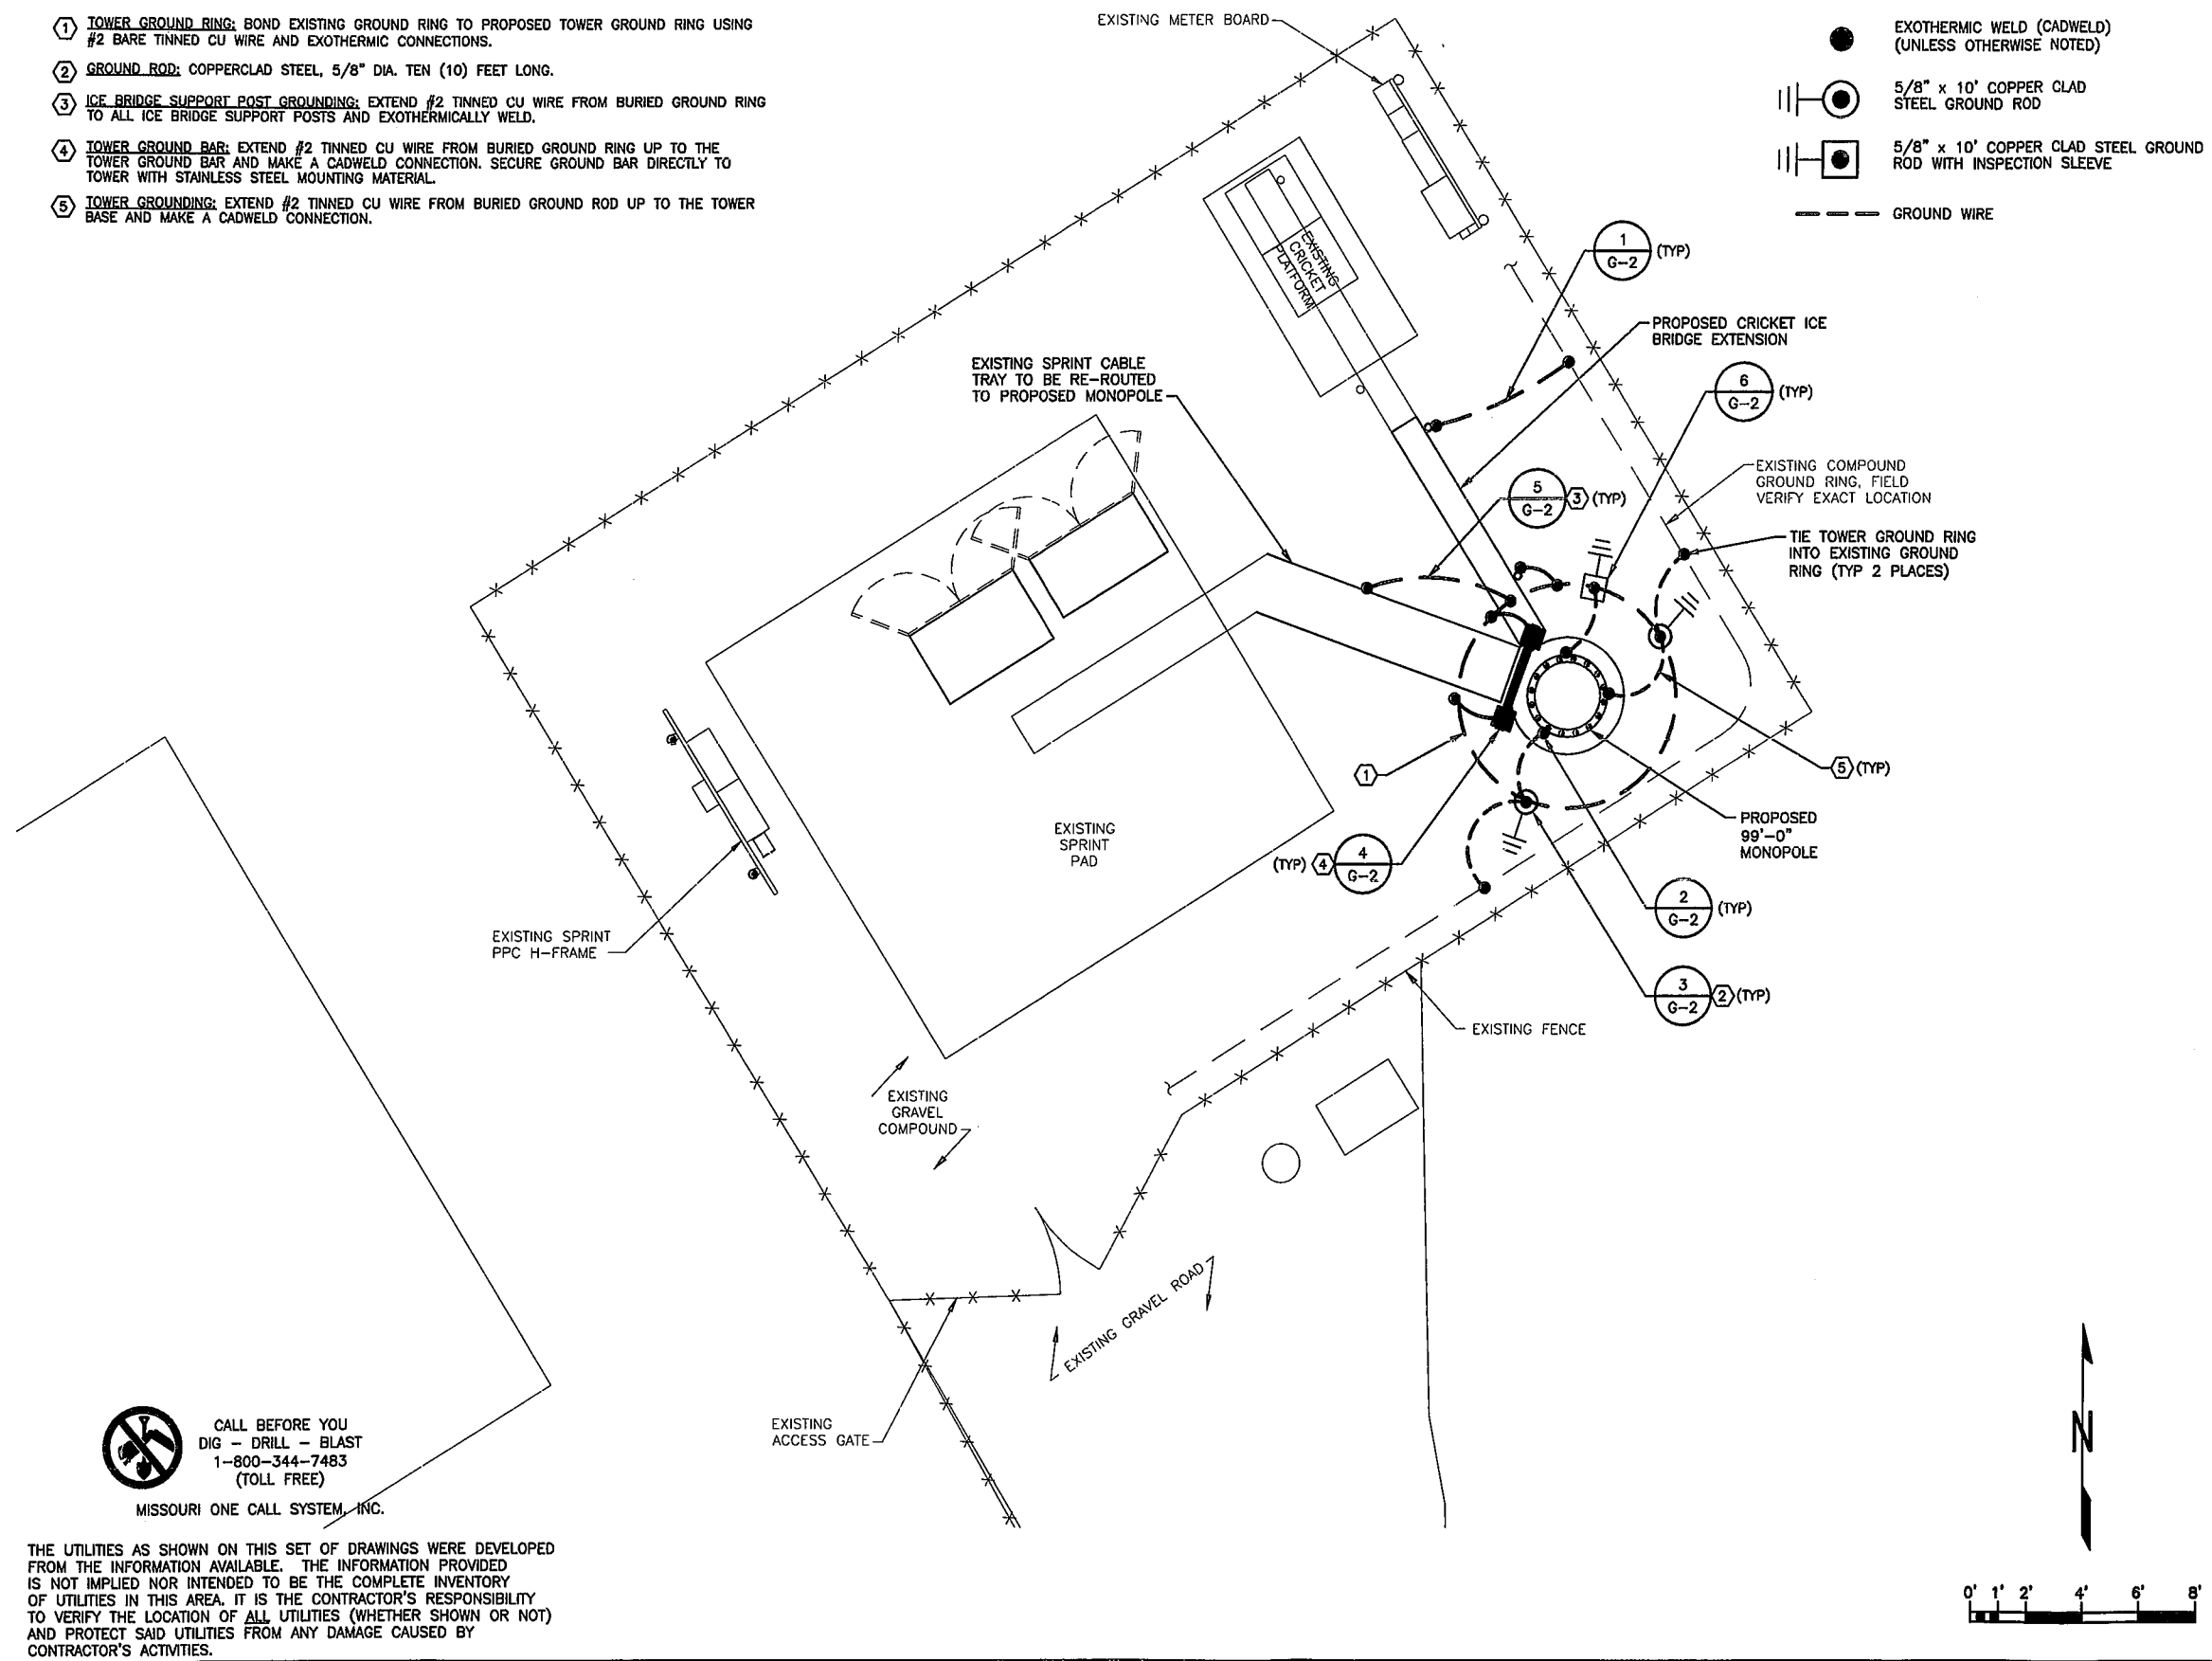 1 TOWER GROUND RING: BOND EXISTING GROUND RING TO PROPOSED TOWER GROUND RING USING
#2 BARE TINNED CU WIRE AND EXOTHERMIC CONNECTIONS.
2 GROUND ROD: COPPERCLAD STEEL, 5/8" DIA. TEN (10) FEET LONG.
3 ICE BRIDGE SUPPORT POST GROUNDING: EXTEND #2 TINNED CU WIRE FROM BURIED GROUND RING
TO ALL ICE BRIDGE SUPPORT POSTS AND EXOTHERMICALLY WELD.
4 TOWER GROUND BAR: EXTEND #2 TINNED CU WIRE FROM BURIED GROUND RING UP TO THE
TOWER GROUND BAR AND MAKE A CADWELD CONNECTION. SECURE GROUND BAR DIRECTLY TO
TOWER WITH STAINLESS STEEL MOUNTING MATERIAL.
5 TOWER GROUNDING: EXTEND #2 TINNED CU WIRE FROM BURIED GROUND ROD UP TO THE TOWER
BASE AND MAKE A CADWELD CONNECTION.
EXISTING METER BOARD
EXOTHERMIC WELD (CADWELD)
(UNLESS OTHERWISE NOTED)
5/8" x 10' COPPER CLAD
STEEL GROUND ROD
5/8" x 10' COPPER CLAD STEEL GROUND
ROD WITH INSPECTION SLEEVE
GROUND WIRE
EXISTING
CRICKET
PLATFORM
1
G-2 (TYP)
PROPOSED CRICKET ICE
BRIDGE EXTENSION
EXISTING SPRINT CABLE
TRAY TO BE RE-ROUTED
TO PROPOSED MONOPOLE
6
G-2 (TYP)
EXISTING COMPOUND
GROUND RING, FIELD
VERIFY EXACT LOCATION
5
G-2 3 (TYP)
TIE TOWER GROUND RING
INTO EXISTING GROUND
RING (TYP 2 PLACES)
1
5 (TYP)
PROPOSED
99'-0"
MONOPOLE
EXISTING
SPRINT
PAD
(TYP) 4
4
G-2
2
G-2 (TYP)
EXISTING SPRINT
PPC H-FRAME
3
G-2 2 (TYP)
EXISTING FENCE
EXISTING
GRAVEL
COMPOUND
EXISTING GRAVEL ROAD
EXISTING
ACCESS GATE
CALL BEFORE YOU
DIG - DRILL - BLAST
1-800-344-7483
(TOLL FREE)
MISSOURI ONE CALL SYSTEM, INC.
N
THE UTILITIES AS SHOWN ON THIS SET OF DRAWINGS WERE DEVELOPED
FROM THE INFORMATION AVAILABLE. THE INFORMATION PROVIDED
IS NOT IMPLIED NOR INTENDED TO BE THE COMPLETE INVENTORY
OF UTILITIES IN THIS AREA. IT IS THE CONTRACTOR'S RESPONSIBILITY
TO VERIFY THE LOCATION OF ALL UTILITIES (WHETHER SHOWN OR NOT)
AND PROTECT SAID UTILITIES FROM ANY DAMAGE CAUSED BY
CONTRACTOR'S ACTIVITIES.
0' 1' 2' 4' 6' 8'